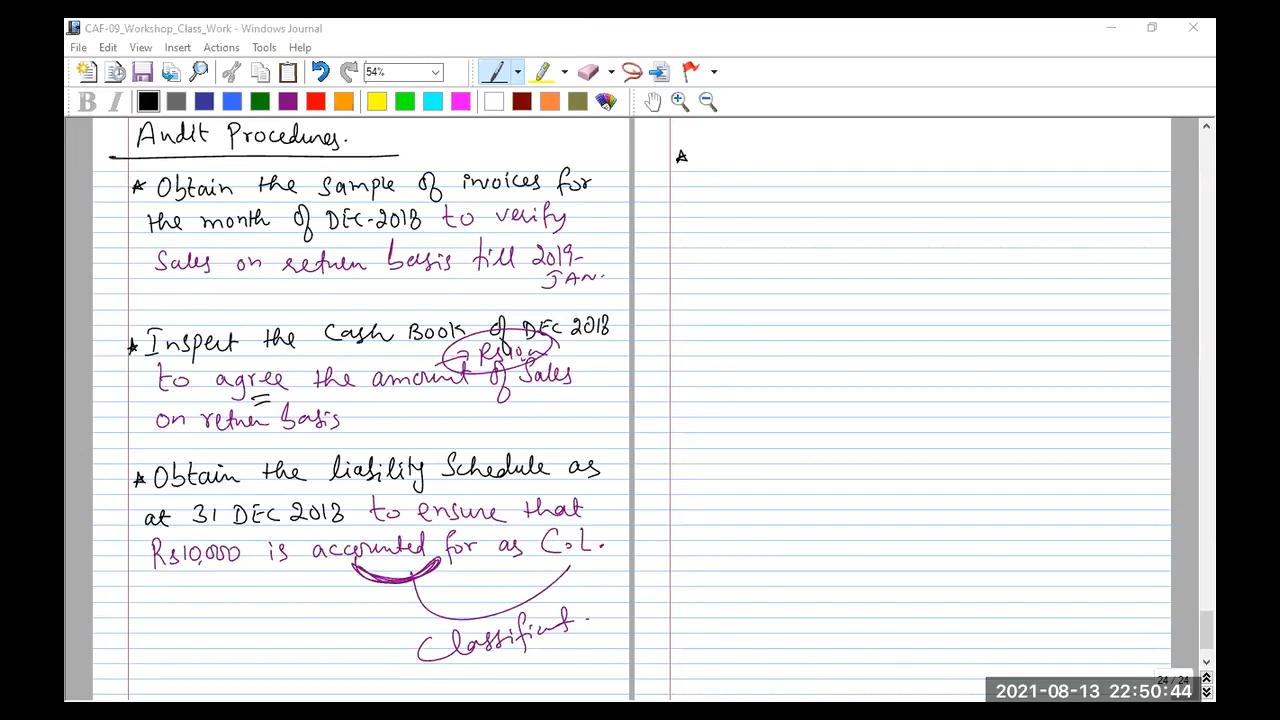 CAF-09_Workshop_Class_Work - Windows Journal
File Edit View Insert Actions Tools Help
54%
B I
Audit Procedures.
★ Obtain the sample of invoices for
the month of DEC-2018 to verify
Sales on return basis till 2019-
JAN.
★ Inspect the Cash Book of DEC 2018
to agree the amount of Sales
on return basis
★ Obtain the liability Schedule as
at 31 DEC 2018 to ensure that
Rs10,000 is accounted for as C.L.
★
24 / 24
2021-08-13 22:50:44